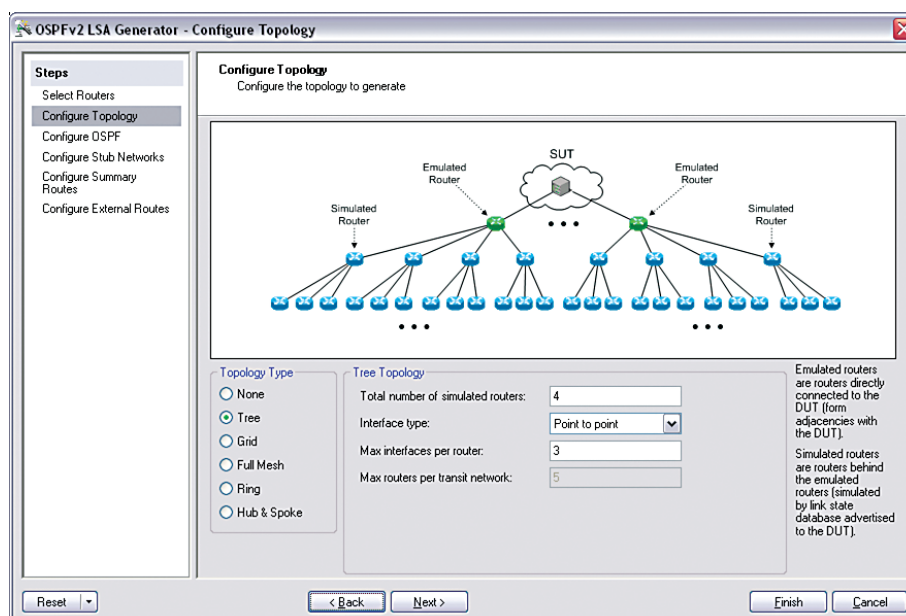 OSPFv2 LSA Generator - Configure Topology
Steps
Select Routers
Configure Topology
Configure OSPF
Configure Stub Networks
Configure Summary
Routes
Configure External Routes
Configure Topology
Configure the topology to generate
SUT
Emulated
Router
Emulated
Router
Simulated
Router
Simulated
Router
Topology Type
None
Tree
Grid
Full Mesh
Ring
Hub & Spoke
Tree Topology
Total number of simulated routers: 4
Interface type: Point to point
Max interfaces per router: 3
Max routers per transit network: 5
Emulated routers
are routers directly
connected to the
DUT (form
adjacencies with
the DUT).
Simulated routers
are routers behind
the emulated
routers (simulated
by link state
database advertised
to the DUT).
Reset
< Back
Next >
Finish
Cancel